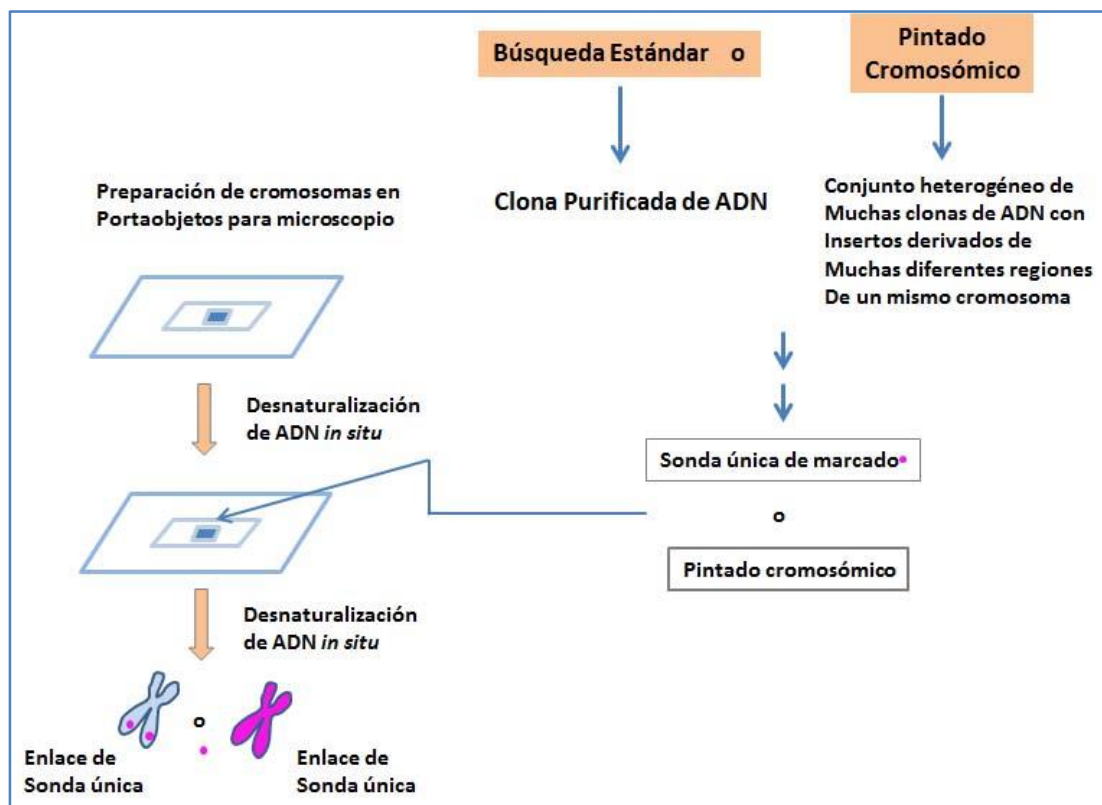 Búsqueda Estándar o
Pintado
Cromosómico
Preparación de cromosomas en
Portaobjetos para microscopio
Clona Purificada de ADN
Conjunto heterogéneo de
Muchas clonas de ADN con
Insertos derivados de
Muchas diferentes regiones
De un mismo cromosoma
Desnaturalización
de ADN in situ
Sonda única de marcado
o
Pintado cromosómico
Desnaturalización
de ADN in situ
o
Enlace de
Sonda única
Enlace de
Sonda única